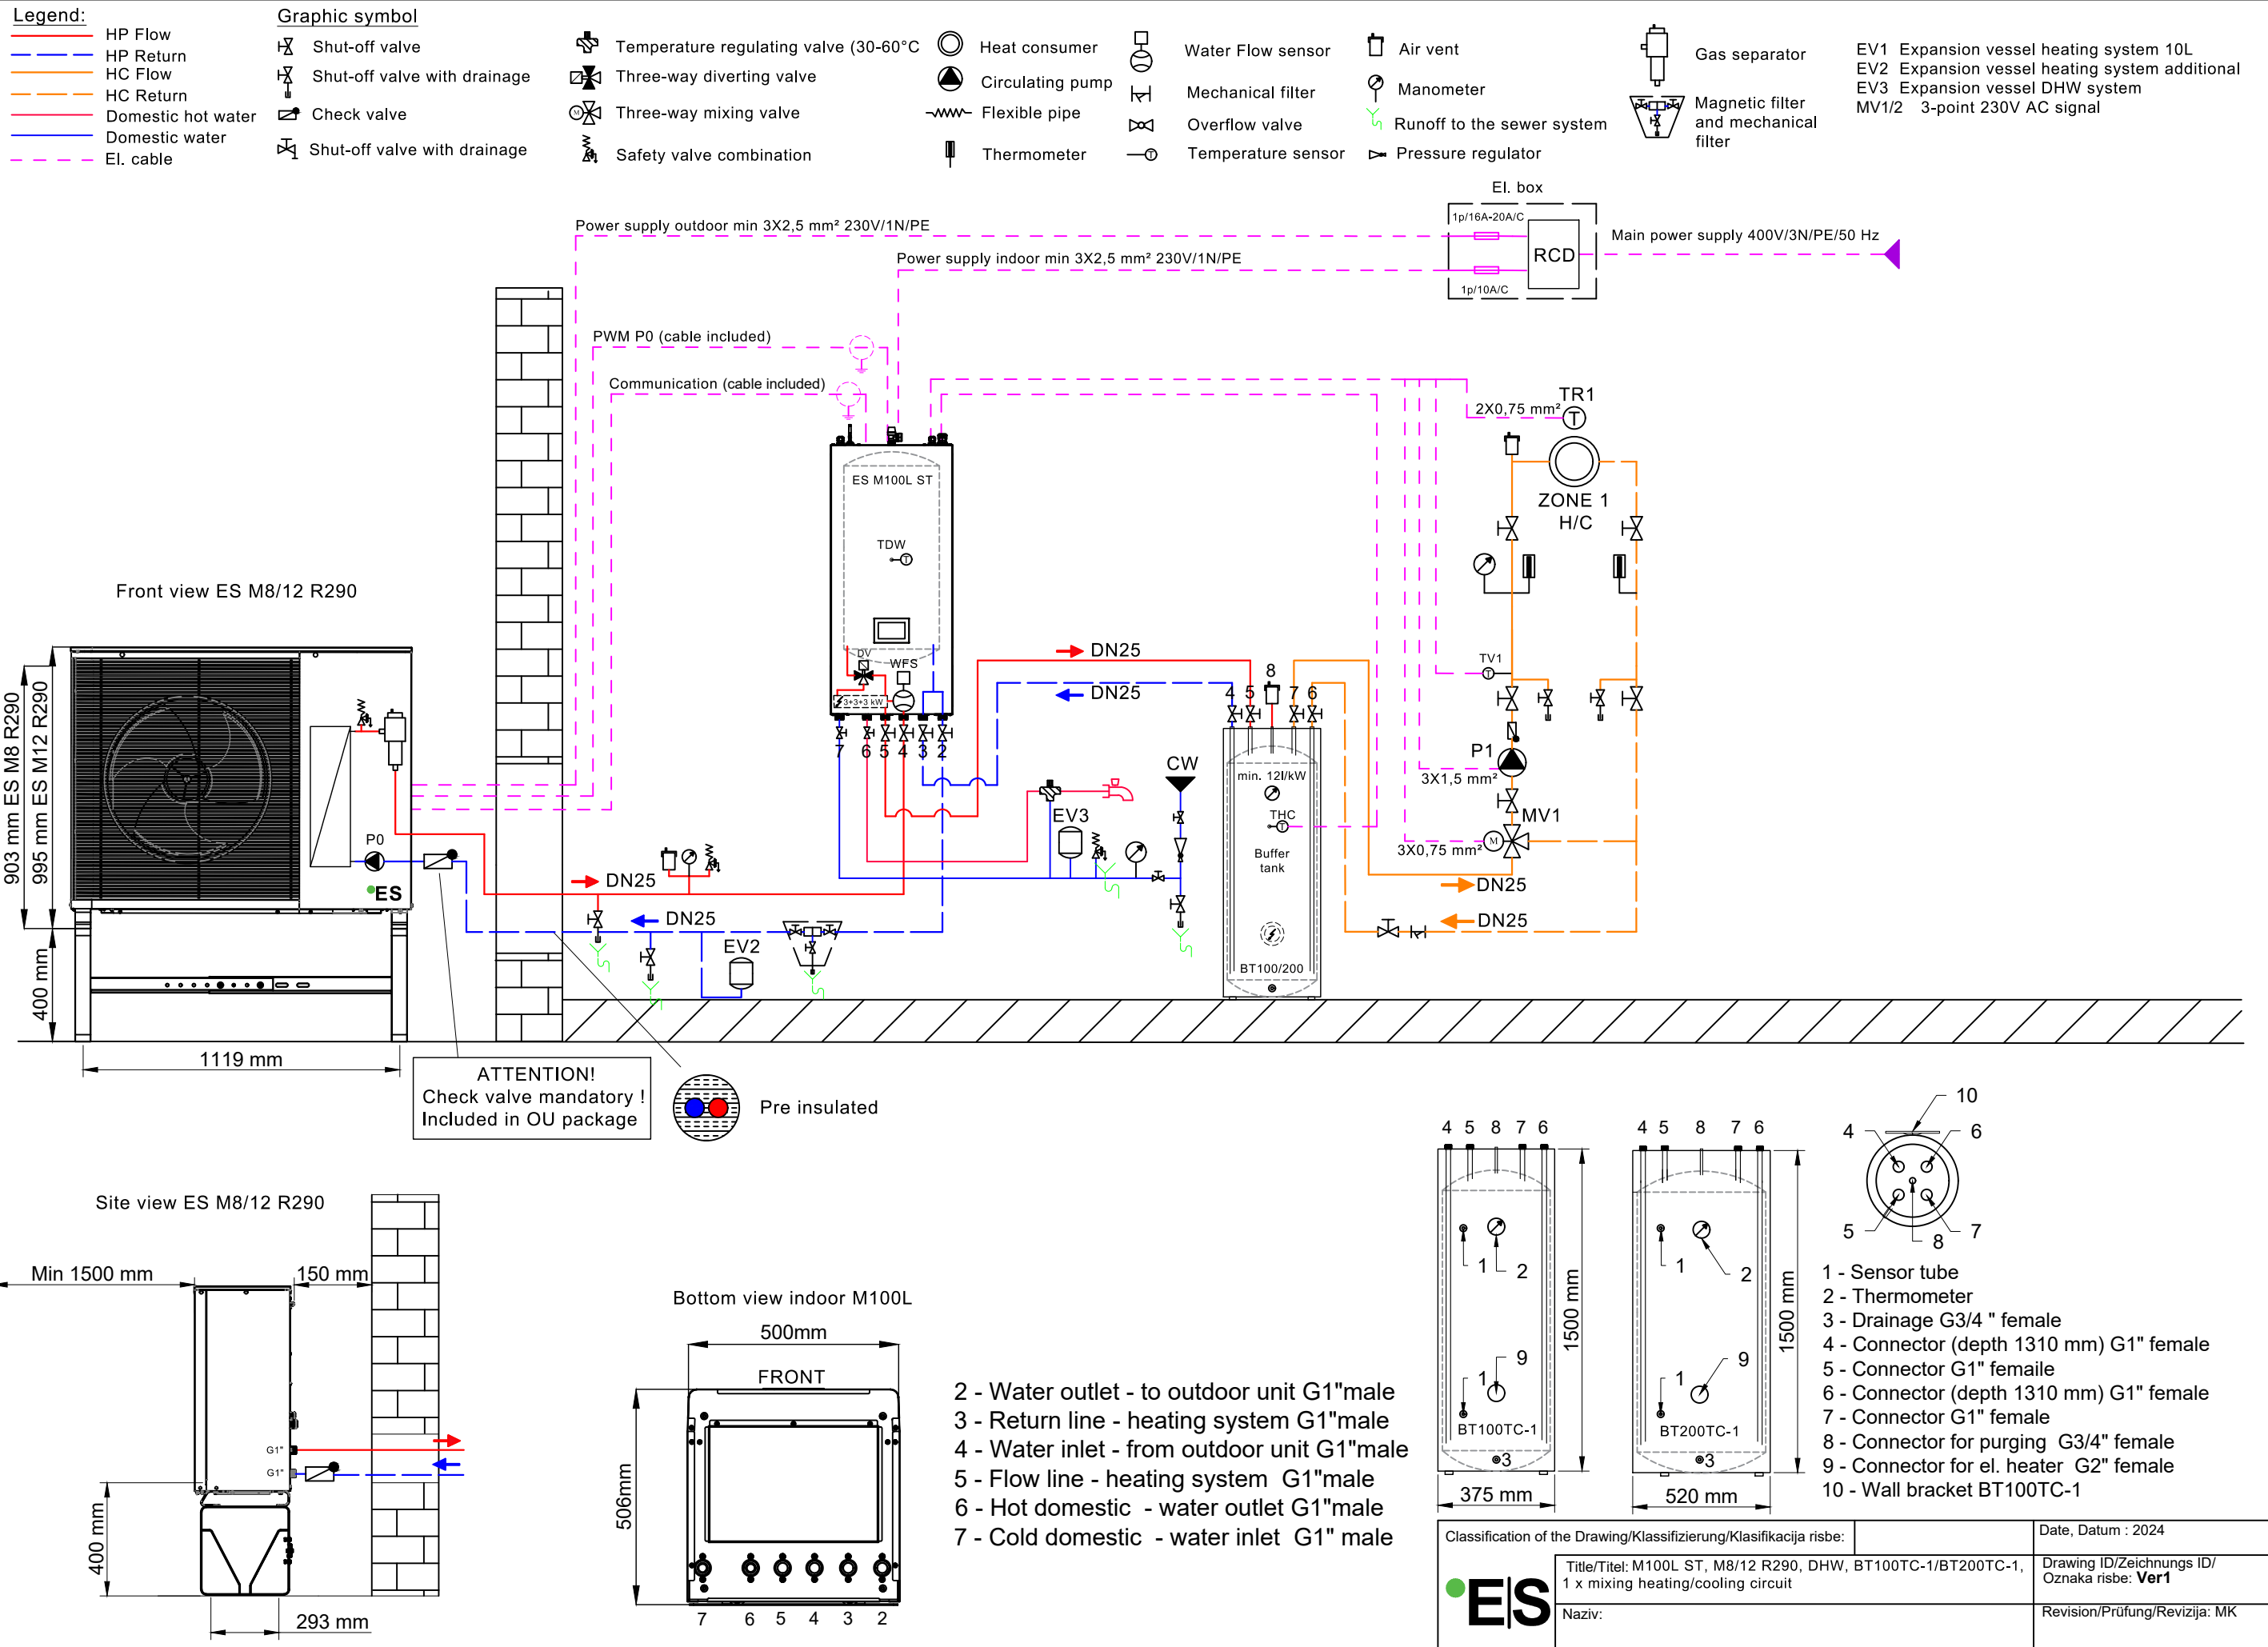 Legend:
HP Flow
HP Return
HC Flow
HC Return
Domestic hot water
Domestic water
El. cable
Graphic symbol
Shut-off valve
Shut-off valve with drainage
Check valve
Shut-off valve with drainage
Temperature regulating valve (30-60°C
Three-way diverting valve
Three-way mixing valve
Safety valve combination
Heat consumer
Circulating pump
Flexible pipe
Thermometer
Water Flow sensor
Mechanical filter
Overflow valve
Temperature sensor
Air vent
Manometer
Runoff to the sewer system
Pressure regulator
Gas separator
Magnetic filter
and mechanical
filter
EV1 Expansion vessel heating system 10L
EV2 Expansion vessel heating system additional
EV3 Expansion vessel DHW system
MV1/2 3-point 230V AC signal
El. box
1p/16A-20A/C
RCD
1p/10A/C
Main power supply 400V/3N/PE/50 Hz
Power supply outdoor min 3X2,5 mm² 230V/1N/PE
Power supply indoor min 3X2,5 mm² 230V/1N/PE
PWM P0 (cable included)
Communication (cable included)
TR1
2X0,75 mm²
T
ZONE 1
H/C
ES M100L ST
TDW
T
DV
WFS
3+3+3 kW
7 6 5 4 3 2
Front view ES M8/12 R290
903 mm ES M8 R290
995 mm ES M12 R290
400 mm
1119 mm
P0
ES
DN25
DN25
DN25
DN25
EV2
EV3
CW
4 5 8 7 6
min. 12l/kW
THC
T
Buffer
tank
BT100/200
TV1
T
P1
3X1,5 mm²
MV1
M
3X0,75 mm²
DN25
DN25
ATTENTION!
Check valve mandatory !
Included in OU package
Pre insulated
Site view ES M8/12 R290
Min 1500 mm
150 mm
G1"
G1"
400 mm
293 mm
Bottom view indoor M100L
500mm
FRONT
506mm
7 6 5 4 3 2
2 - Water outlet - to outdoor unit G1"male
3 - Return line - heating system G1"male
4 - Water inlet - from outdoor unit G1"male
5 - Flow line - heating system G1"male
6 - Hot domestic - water outlet G1"male
7 - Cold domestic - water inlet G1" male
4 5 8 7 6
1
2
9
1
BT100TC-1
3
375 mm
1500 mm
4 5 8 7 6
1
2
9
1
BT200TC-1
3
520 mm
1500 mm
10
4
6
5
7
8
1 - Sensor tube
2 - Thermometer
3 - Drainage G3/4 " female
4 - Connector (depth 1310 mm) G1" female
5 - Connector G1" femaile
6 - Connector (depth 1310 mm) G1" female
7 - Connector G1" female
8 - Connector for purging G3/4" female
9 - Connector for el. heater G2" female
10 - Wall bracket BT100TC-1
Classification of the Drawing/Klassifizierung/Klasifikacija risbe:
Date, Datum : 2024
E|S
Title/Titel: M100L ST, M8/12 R290, DHW, BT100TC-1/BT200TC-1,
1 x mixing heating/cooling circuit
Drawing ID/Zeichnungs ID/
Oznaka risbe: Ver1
Naziv:
Revision/Prüfung/Revizija: MK